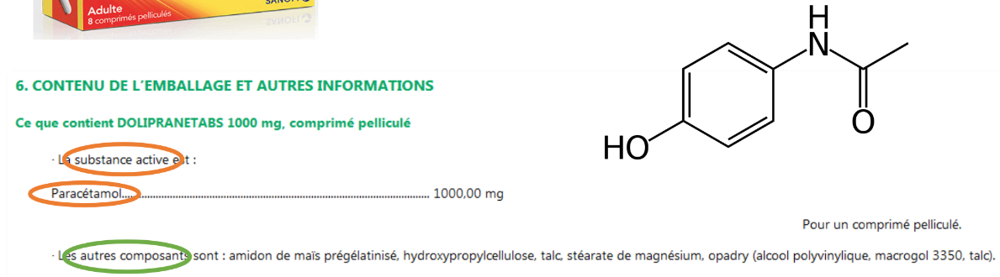 Adulte
8 comprimés pelliculés
SANOFI
6. CONTENU DE L'EMBALLAGE ET AUTRES INFORMATIONS
Ce que contient DOLIPRANETABS 1000 mg, comprimé pelliculé
· La substance active est :
Paracétamol.......................................................................................................... 1000,00 mg
Pour un comprimé pelliculé.
· Les autres composants sont : amidon de maïs prégélatinisé, hydroxypropylcellulose, talc, stéarate de magnésium, opadry (alcool polyvinylique, macrogol 3350, talc).
H
N
O
HO